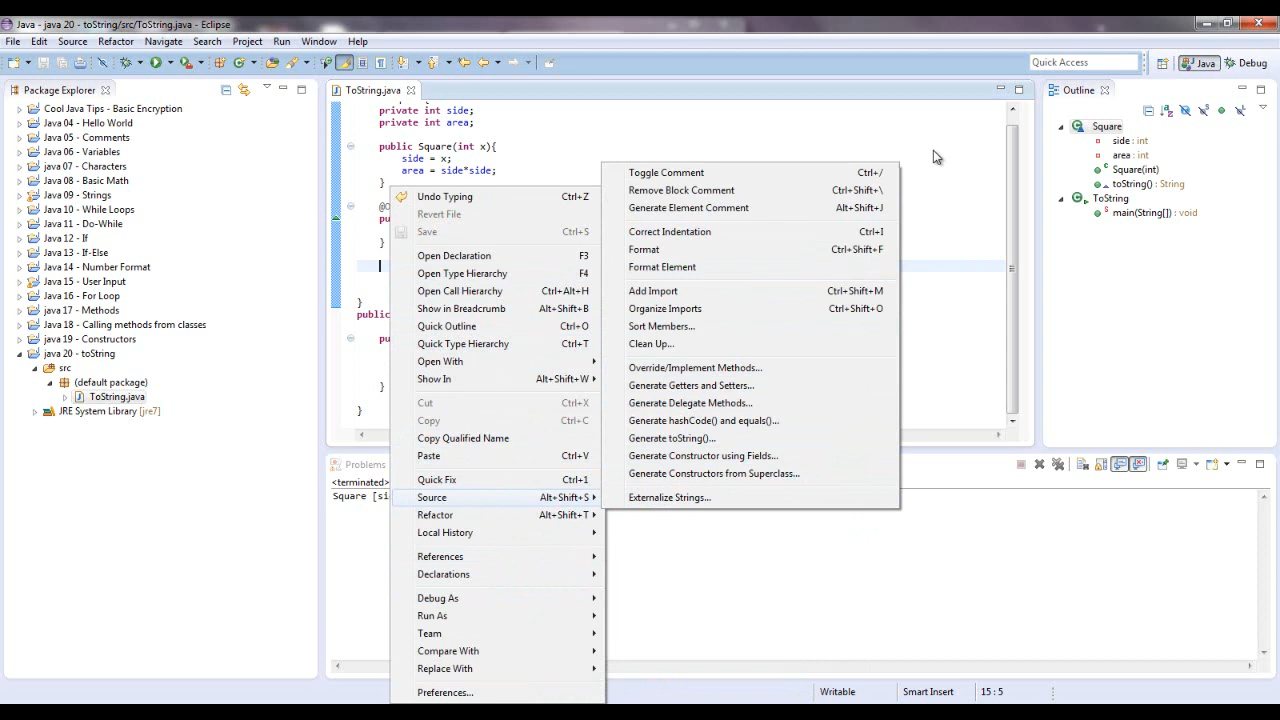 Java - java 20 - toString/src/ToString.java - Eclipse
File Edit Source Refactor Navigate Search Project Run Window Help
Quick Access Java Debug
Package Explorer
Cool Java Tips - Basic Encryption
Java 04 - Hello World
Java 05 - Comments
Java 06 - Variables
java 07 - Characters
Java 08 - Basic Math
Java 09 - Strings
Java 10 - While Loops
Java 11 - Do-While
Java 12 - If
Java 13 - If-Else
Java 14 - Number Format
Java 15 - User Input
Java 16 - For Loop
java 17 - Methods
Java 18 - Calling methods from classes
java 19 - Constructors
java 20 - toString
src
(default package)
ToString.java
JRE System Library [jre7]
ToString.java
private int side;
private int area;
public Square(int x){
side = x;
area = side*side;
}
@O
pu
}
}
public
pu
}
}
Undo Typing Ctrl+Z
Revert File
Save Ctrl+S
Open Declaration F3
Open Type Hierarchy F4
Open Call Hierarchy Ctrl+Alt+H
Show in Breadcrumb Alt+Shift+B
Quick Outline Ctrl+O
Quick Type Hierarchy Ctrl+T
Open With
Show In Alt+Shift+W
Cut Ctrl+X
Copy Ctrl+C
Copy Qualified Name
Paste Ctrl+V
Quick Fix Ctrl+1
Source Alt+Shift+S
Refactor Alt+Shift+T
Local History
References
Declarations
Debug As
Run As
Team
Compare With
Replace With
Preferences...
Toggle Comment Ctrl+/
Remove Block Comment Ctrl+Shift+\
Generate Element Comment Alt+Shift+J
Correct Indentation Ctrl+I
Format Ctrl+Shift+F
Format Element
Add Import Ctrl+Shift+M
Organize Imports Ctrl+Shift+O
Sort Members...
Clean Up...
Override/Implement Methods...
Generate Getters and Setters...
Generate Delegate Methods...
Generate hashCode() and equals()...
Generate toString()...
Generate Constructor using Fields...
Generate Constructors from Superclass...
Externalize Strings...
Outline
Square
side : int
area : int
Square(int)
toString() : String
ToString
main(String[]) : void
Problems
<terminated>
Square [si
Writable Smart Insert 15 : 5